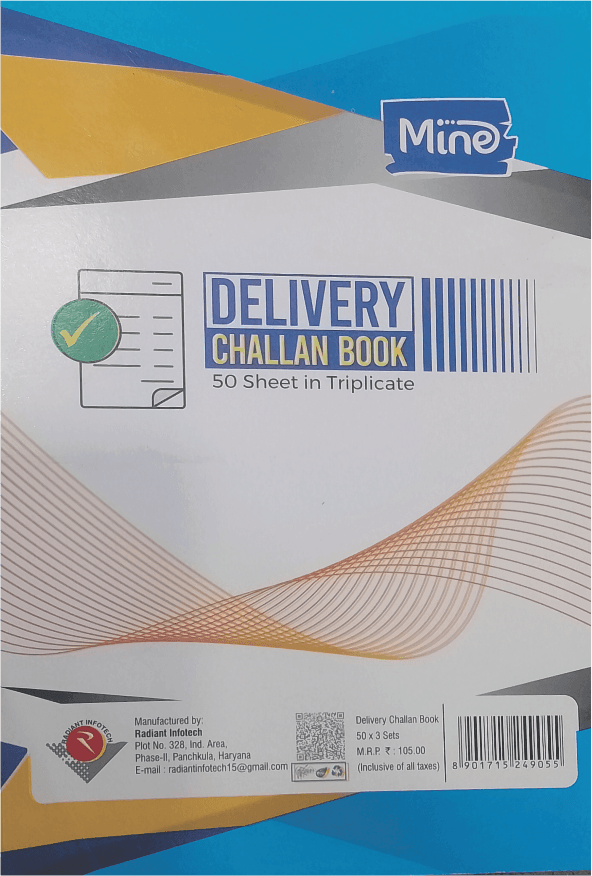 Mine
DELIVERY
CHALLAN BOOK
50 Sheet in Triplicate
RADIANT INFOTECH
Manufactured by:
Radiant Infotech
Plot No. 328, Ind. Area,
Phase-II, Panchkula, Haryana
E-mail : radiantinfotech15@gmail.com
Delivery Challan Book
50 x 3 Sets
M.R.P. ₹ : 105.00
(Inclusive of all taxes)
8 901715 249055